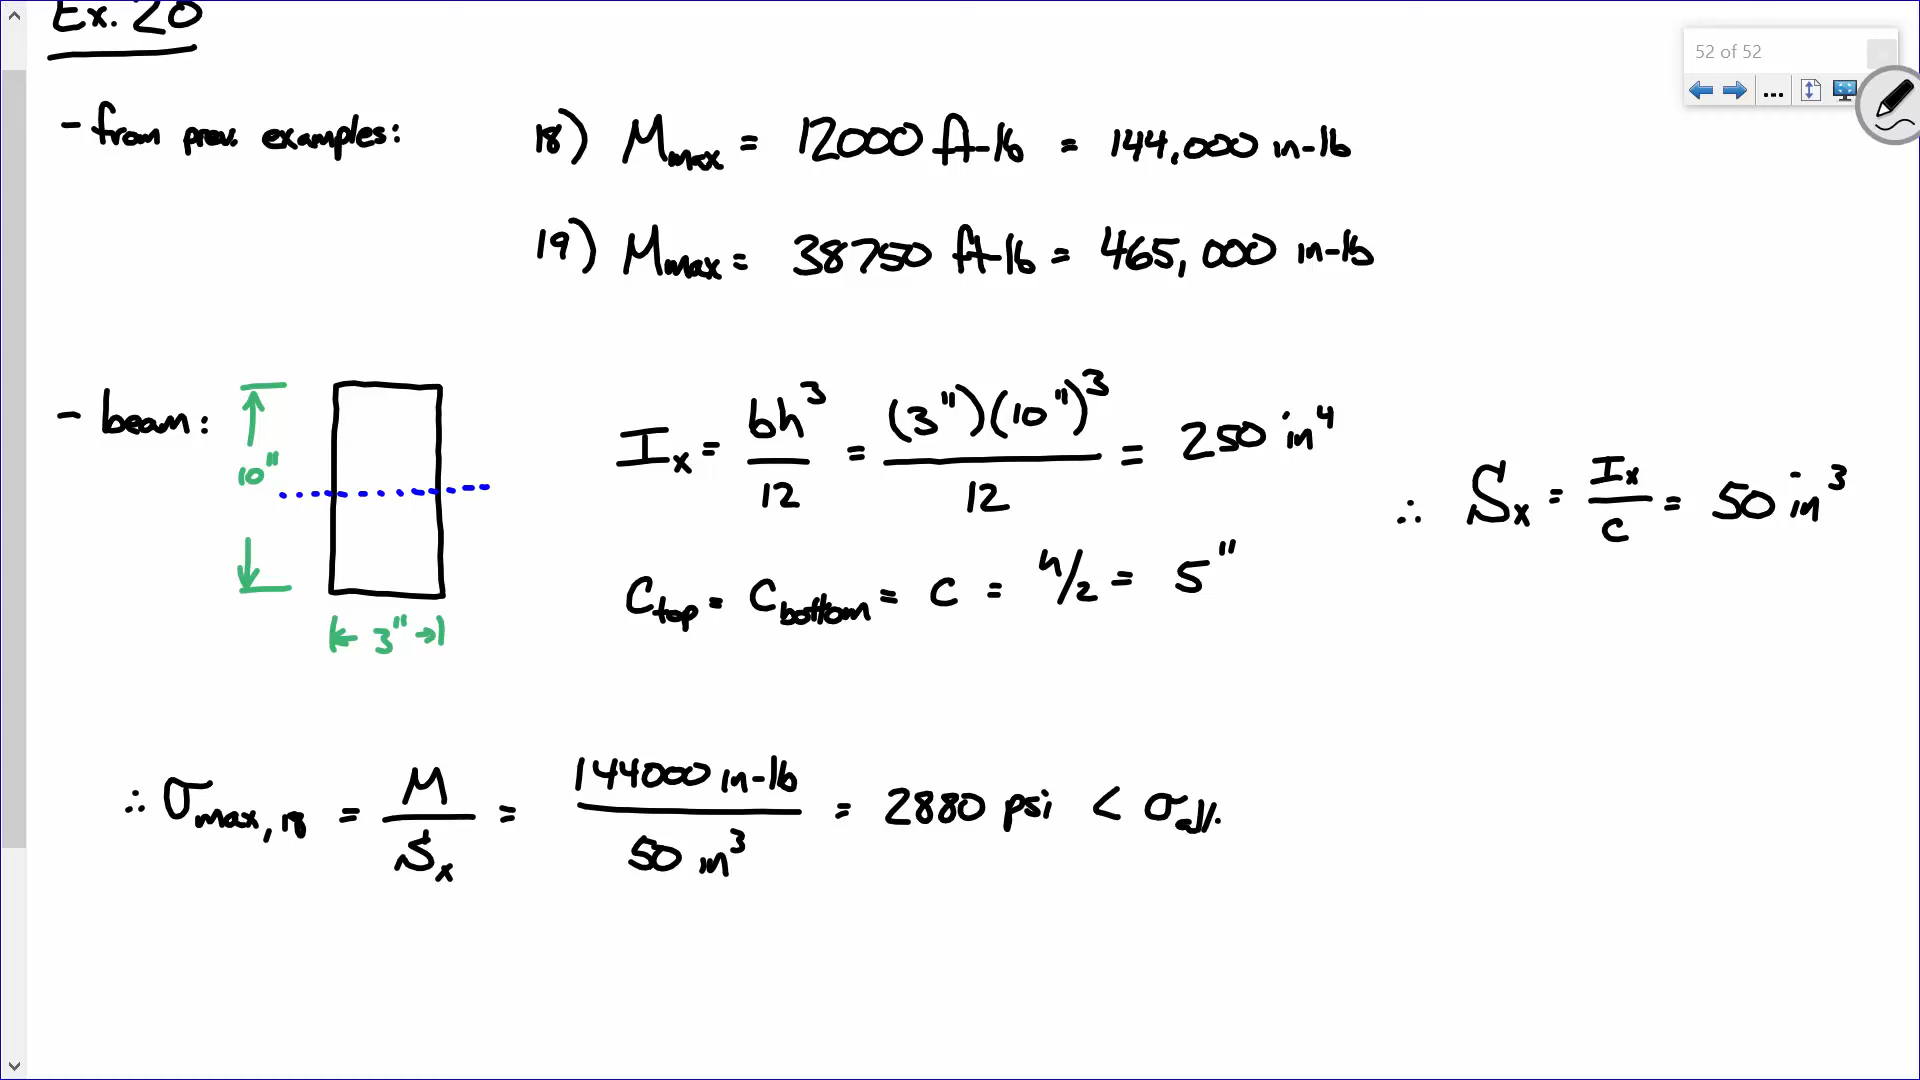 Ex. 20
52 of 52
- from prev. examples: 18) Mmax = 12000 ft-lb = 144,000 in-lb
19) Mmax = 38750 ft-lb = 465,000 in-lb
- beam: 10" 3"
Ix = bh³/12 = (3")(10")³/12 = 250 in⁴
∴ Sx = Ix/c = 50 in³
Ctop = Cbottom = C = h/2 = 5"
∴ σmax,18 = M/Sx = 144000 in-lb/50 in³ = 2880 psi < σall.